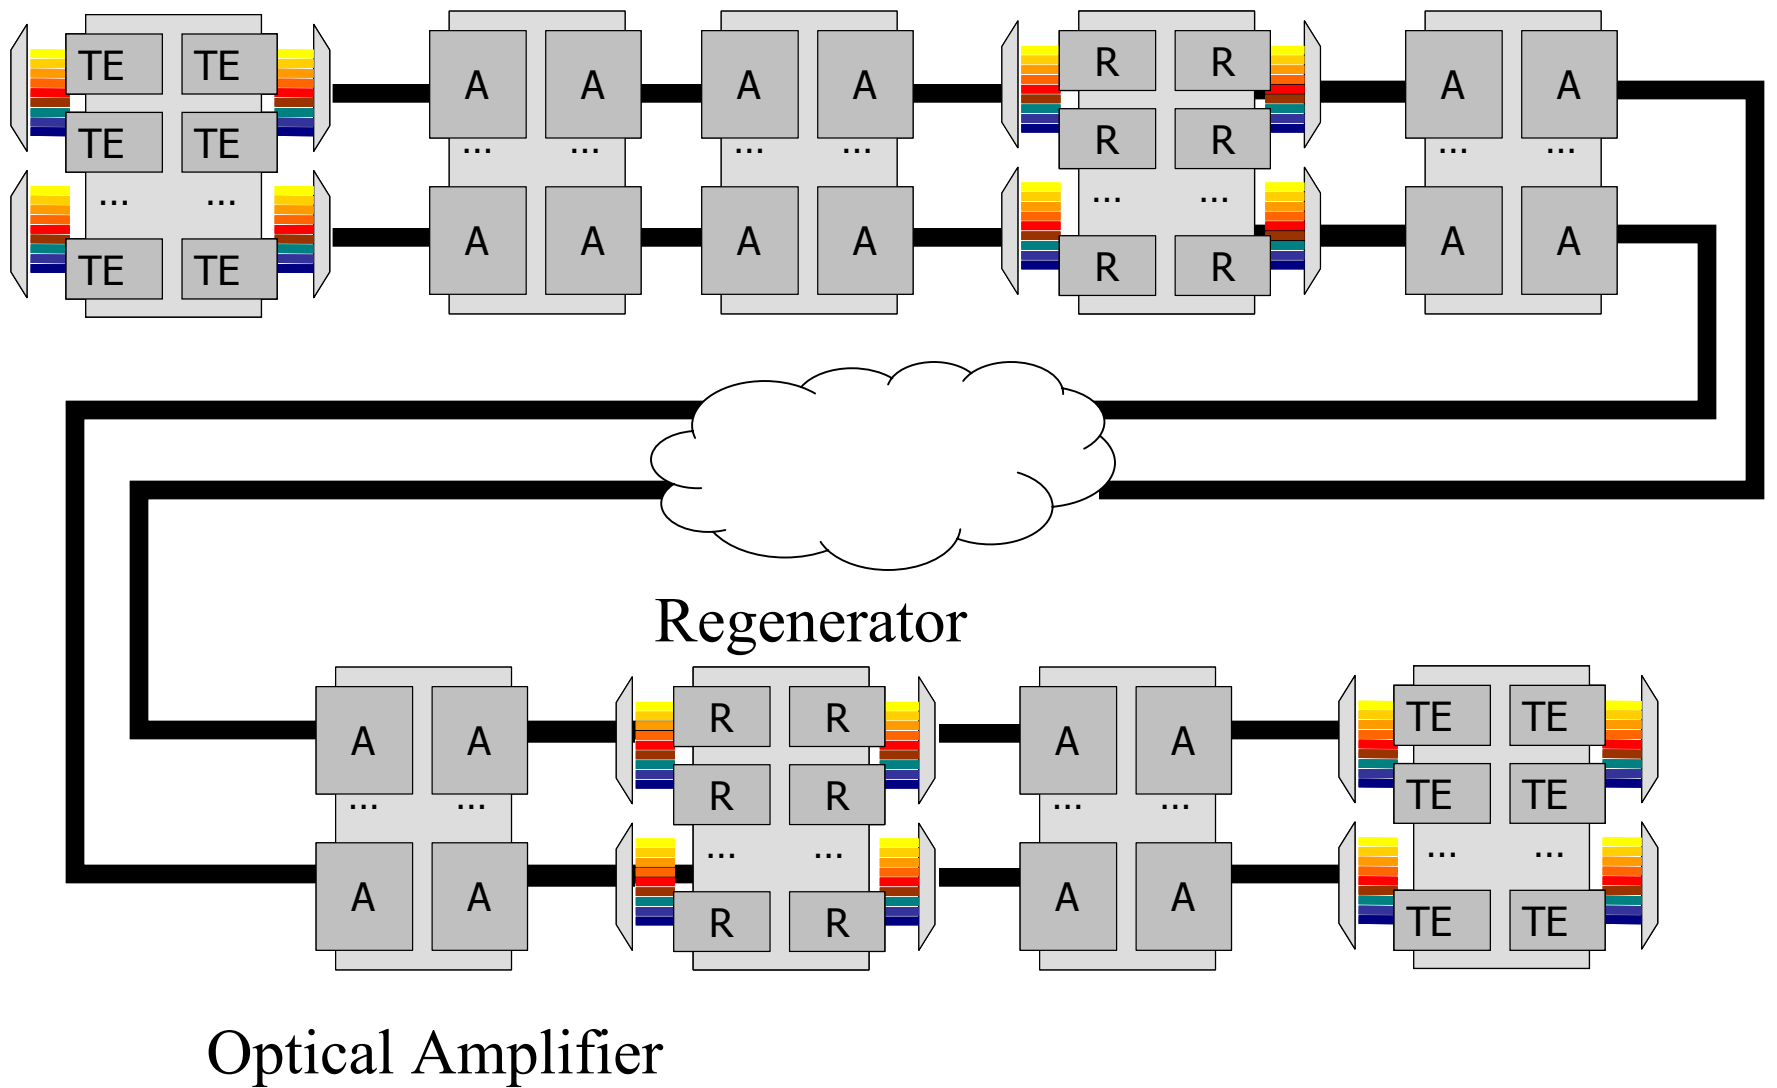 TE TE A A A A R R A A
TE TE R R
... ... ... ... ... ... ... ...
... ... ... ...
TE TE A A A A R R A A
Regenerator
A A R R A A TE TE
R R TE TE
... ... ... ...
... ... ... ...
A A R R A A TE TE
Optical Amplifier